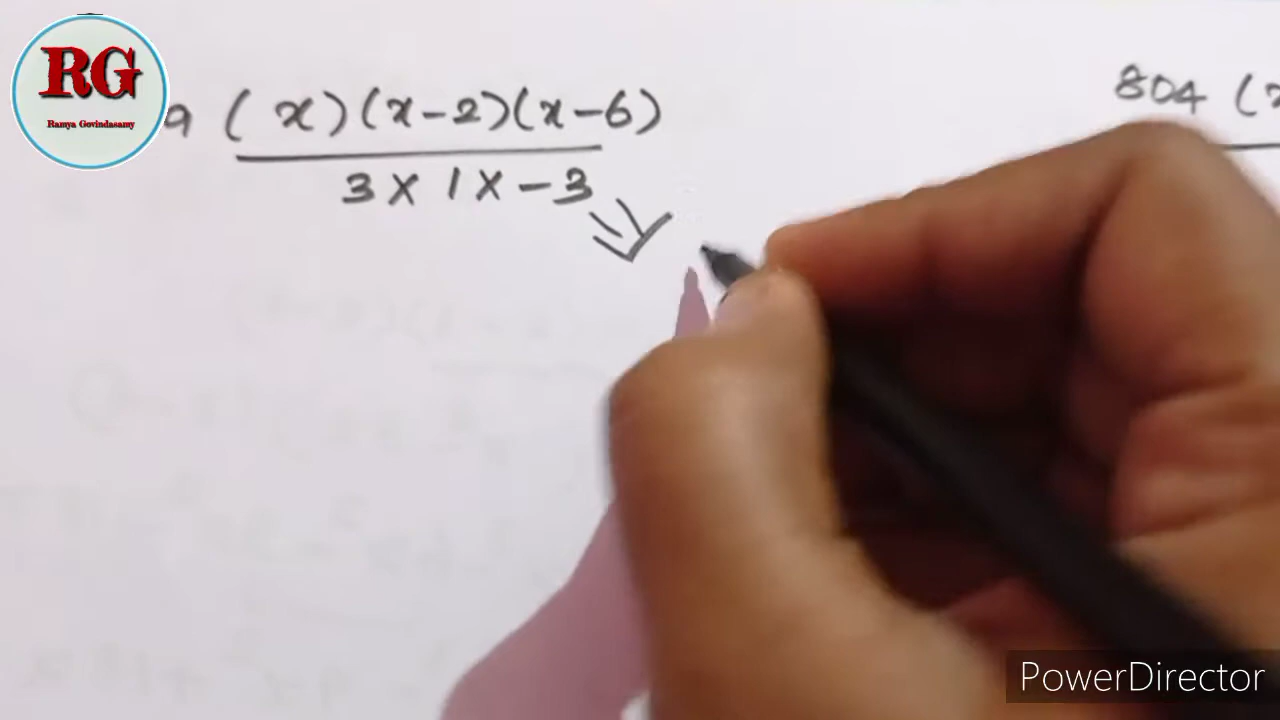 RG
Ramya Govindasamy
9 (x)(x-2)(x-6)
3 X 1 X -3
804 (
PowerDirector